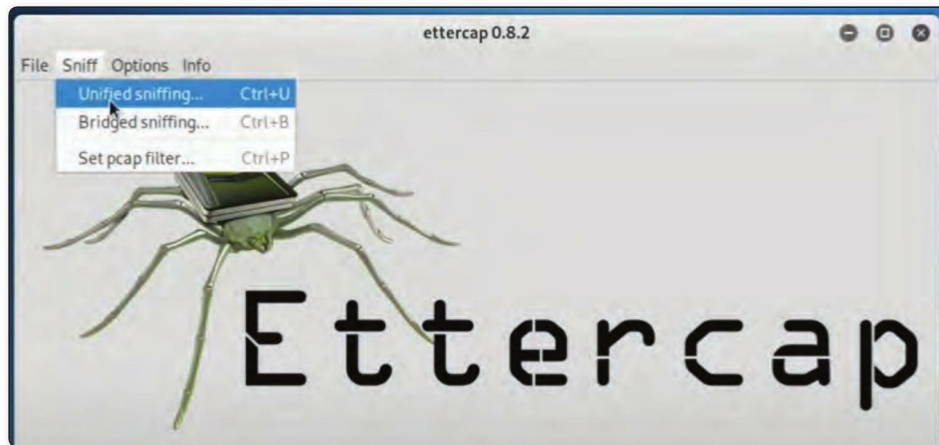 ettercap 0.8.2
File Sniff Options Info
Unified sniffing... Ctrl+U
Bridged sniffing... Ctrl+B
Set pcap filter... Ctrl+P
Ettercap